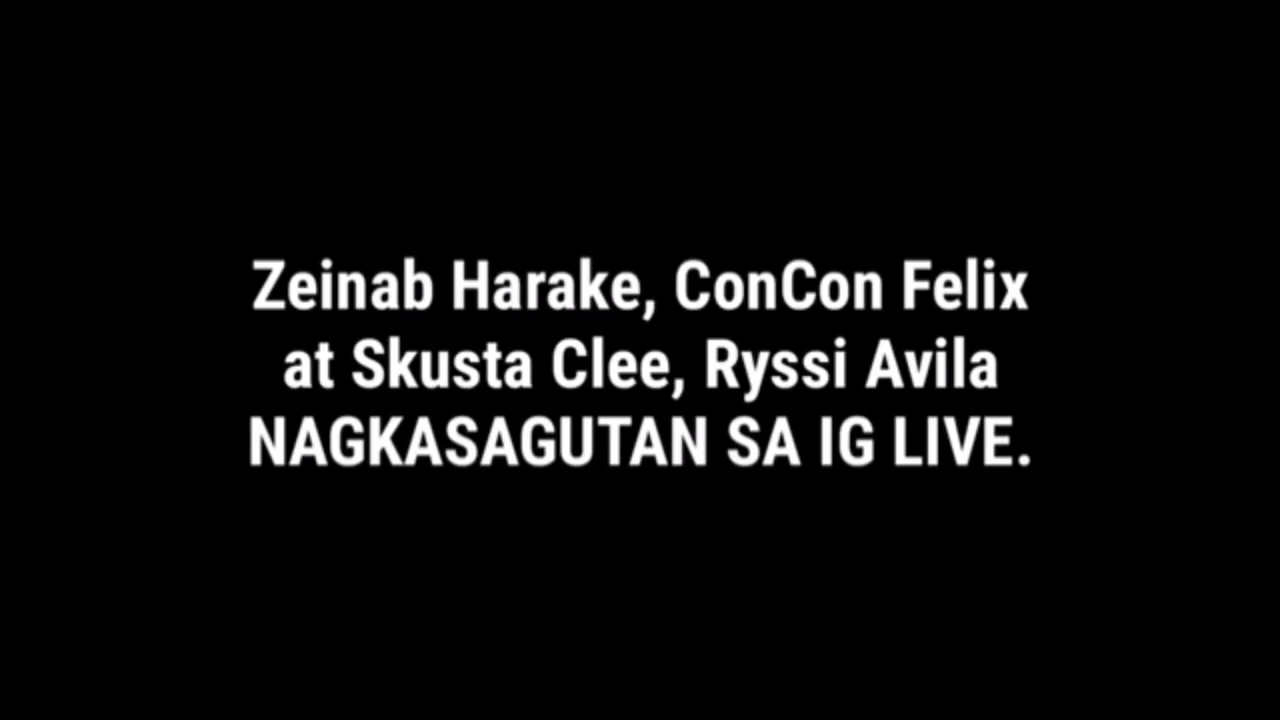 Zeinab Harake, ConCon Felix
at Skusta Clee, Ryssi Avila
NAGKASAGUTAN SA IG LIVE.